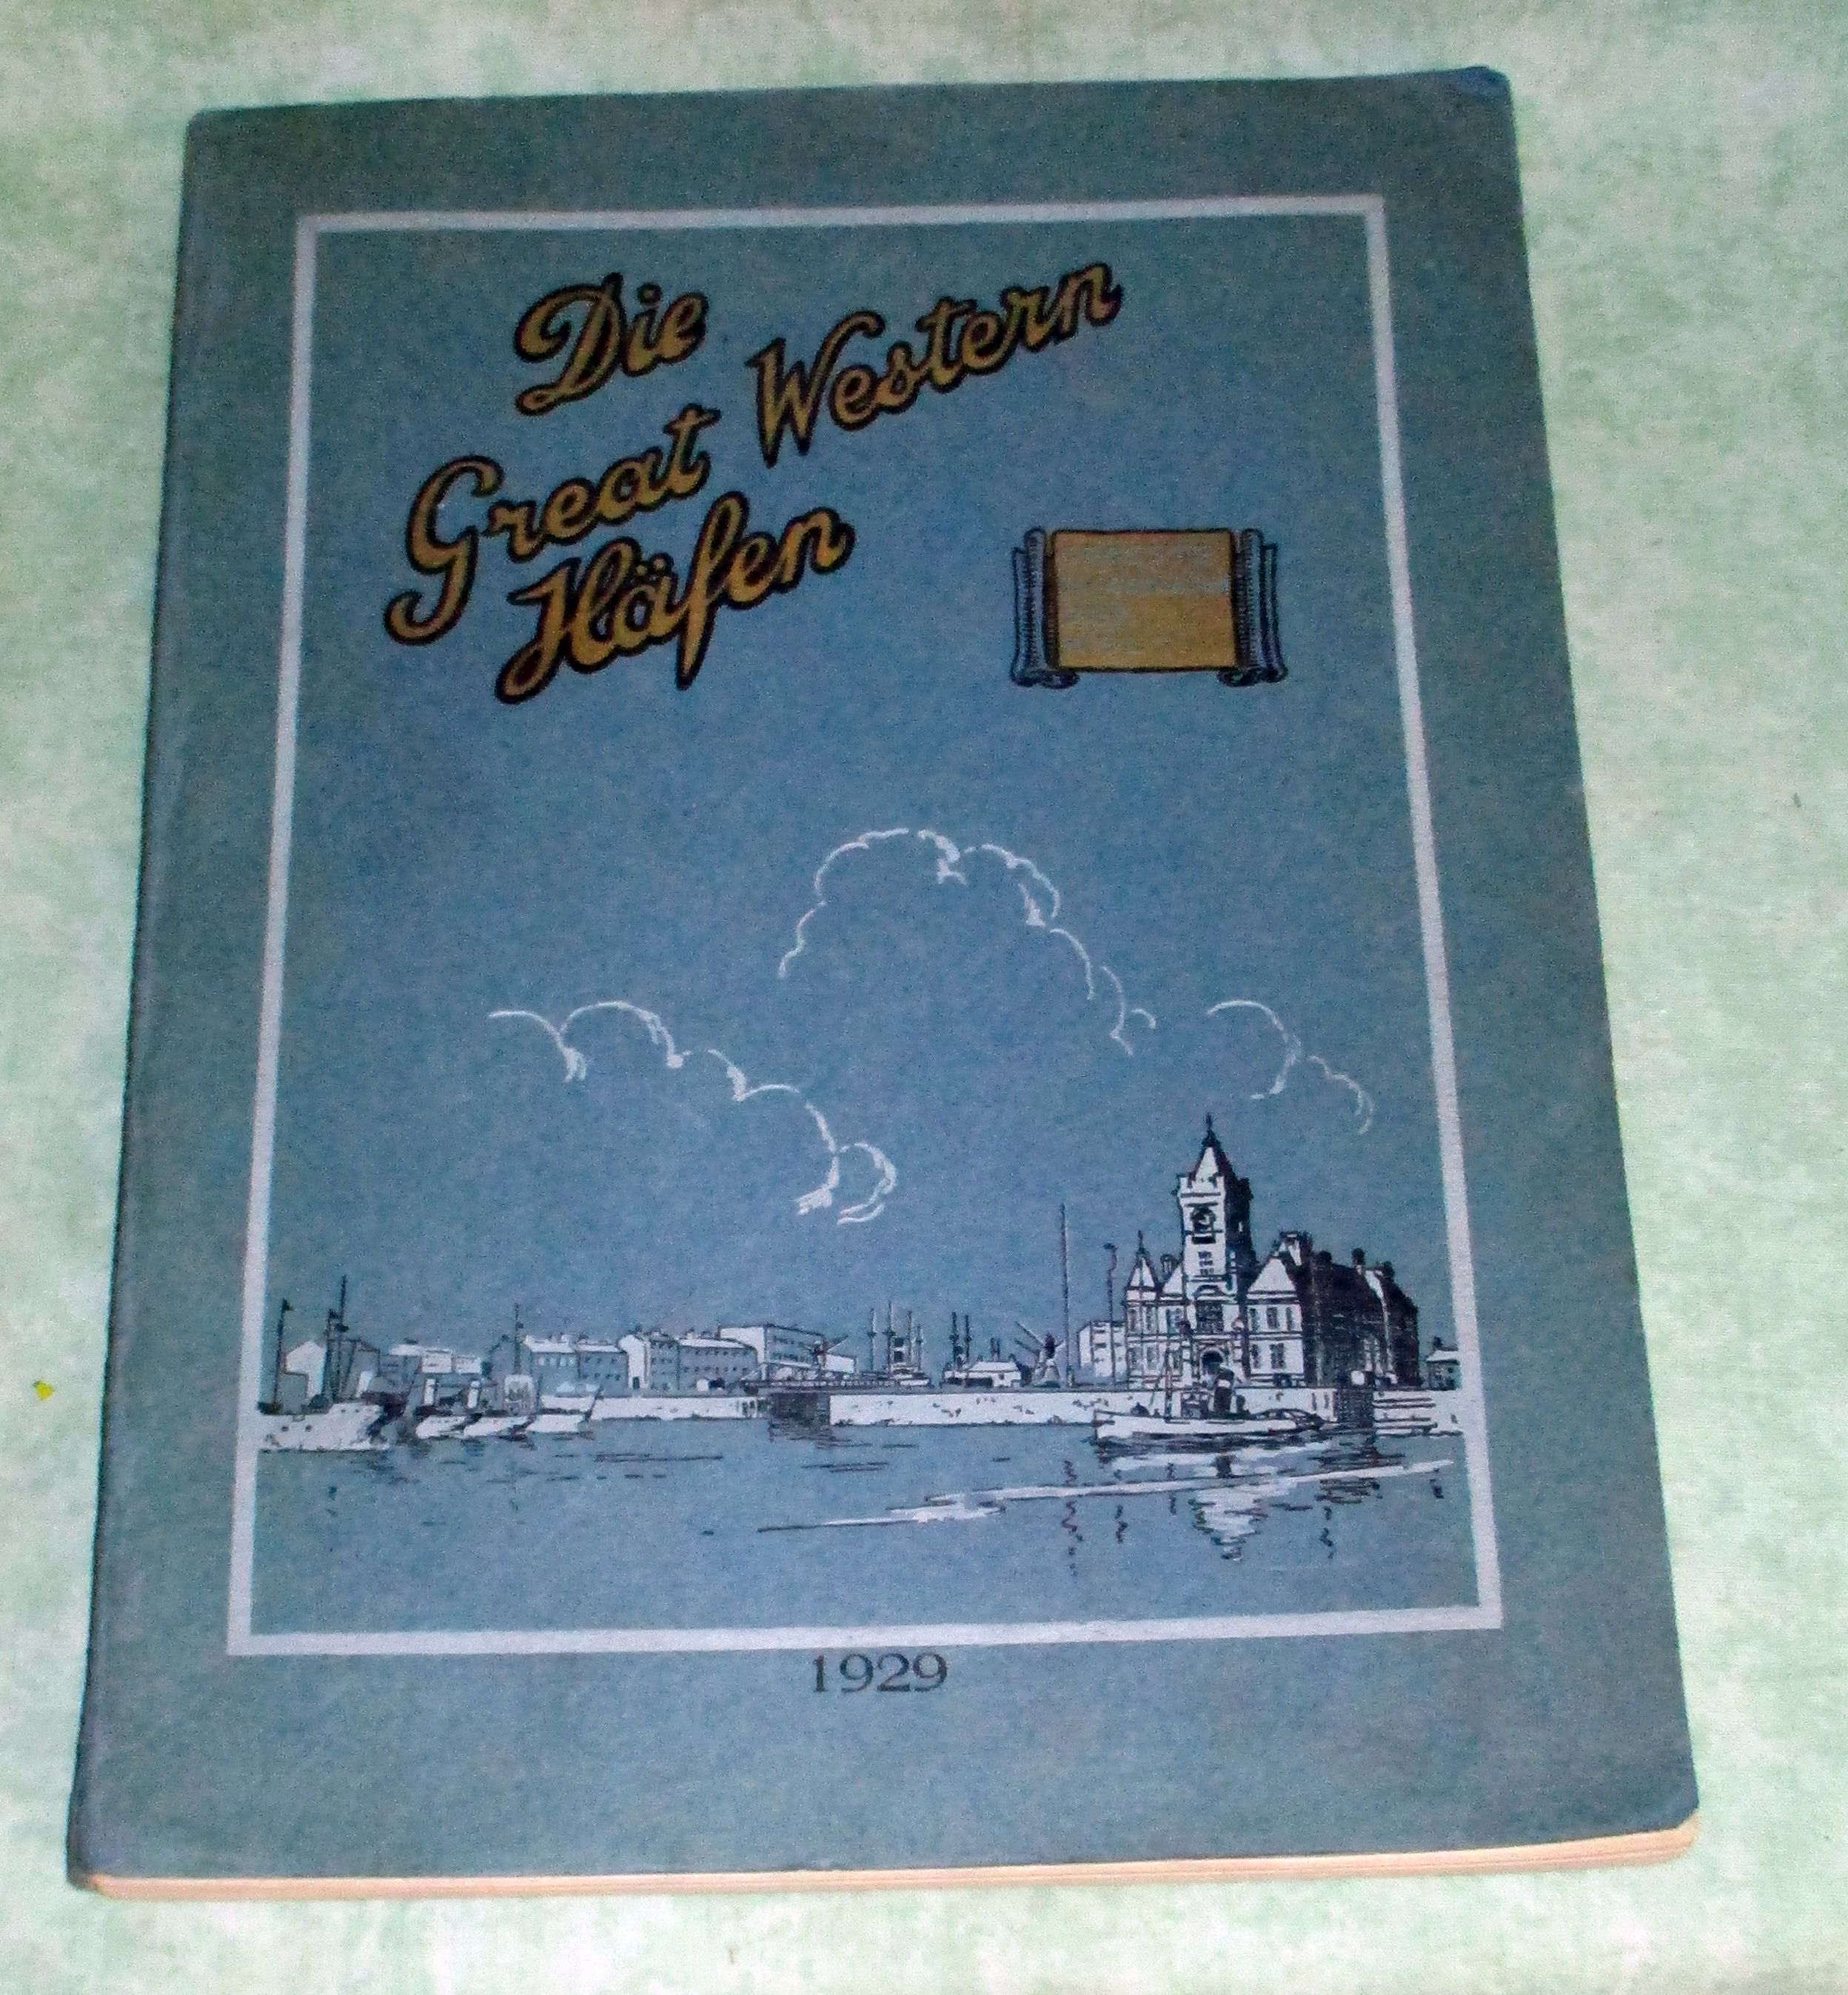 Die
Great Western
Häfen
1929